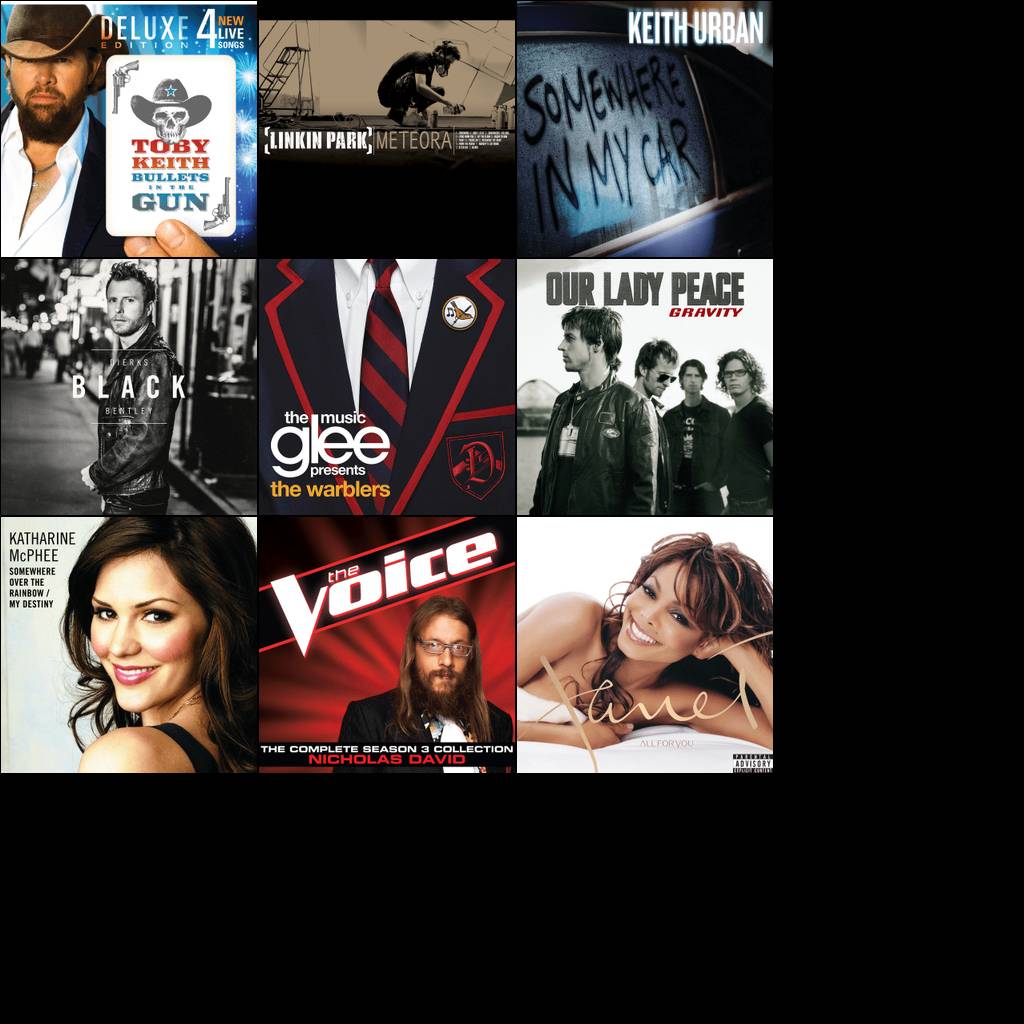 DELUXE
EDITION
4 NEW
LIVE
SONGS
TOBY
KEITH
BULLETS
IN THE
GUN
[LINKIN PARK] METEORA
KEITH URBAN
SOMEWHERE
IN MY CAR
DIERKS
BLACK
BENTLEY
the music
glee
presents
the warblers
D
OUR LADY PEACE
GRAVITY
KATHARINE
McPHEE
SOMEWHERE
OVER THE
RAINBOW /
MY DESTINY
the
Voice
THE COMPLETE SEASON 3 COLLECTION
NICHOLAS DAVID
Janet
ALL FOR YOU
PARENTAL
ADVISORY
EXPLICIT CONTENT